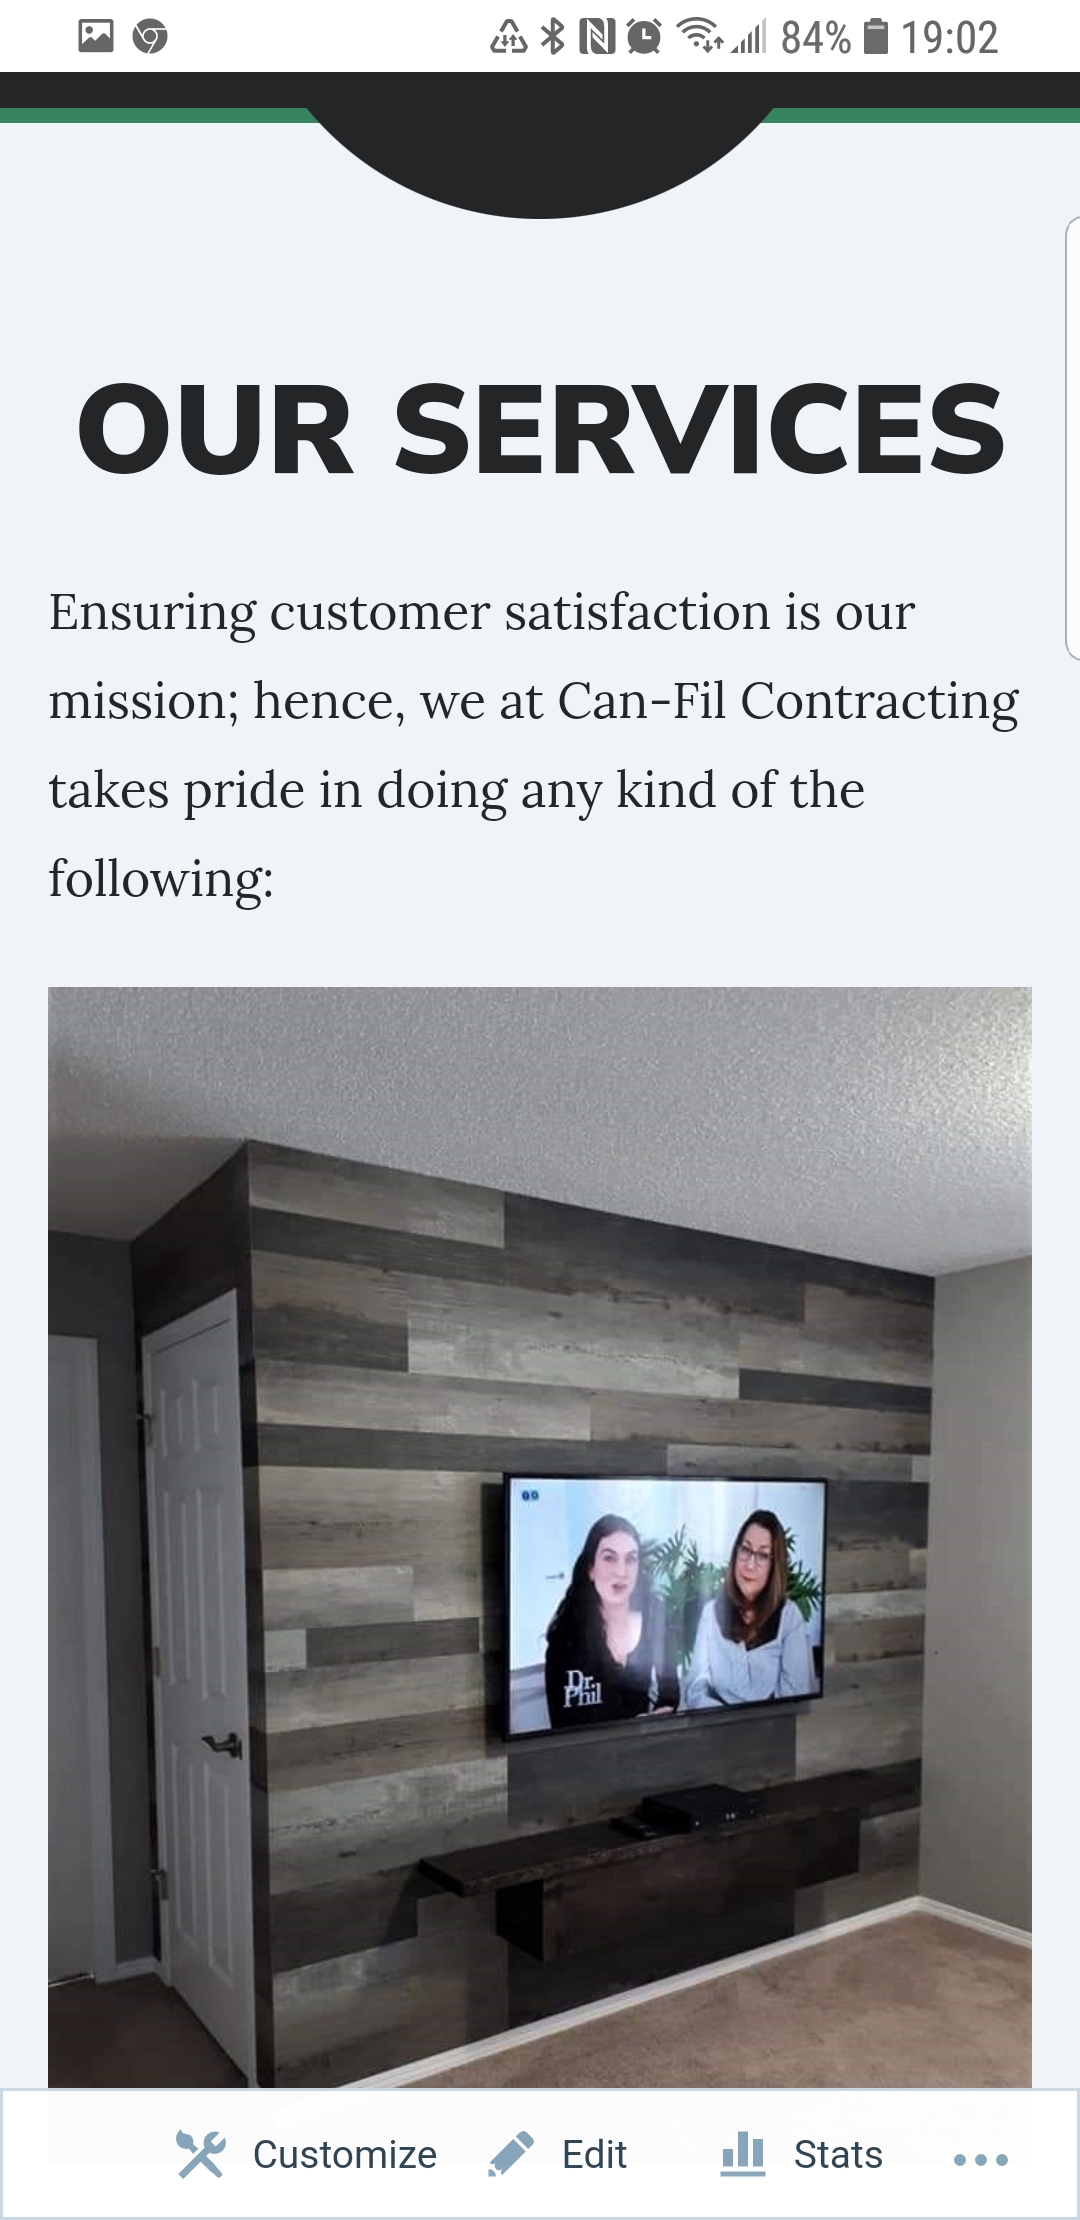 84% 19:02
OUR SERVICES
Ensuring customer satisfaction is our
mission; hence, we at Can-Fil Contracting
takes pride in doing any kind of the
following:
Dr.
Phil
Customize Edit Stats